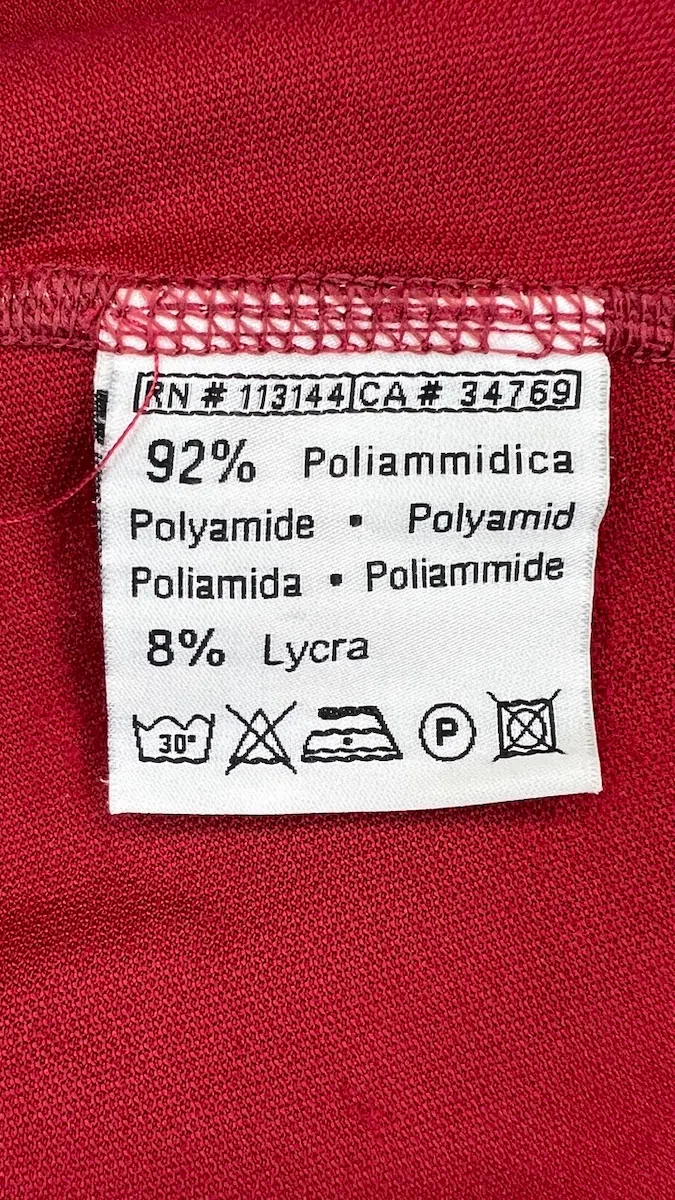 RN # 113144 CA # 34769
92% Poliammidica
Polyamide · Polyamid
Poliamida · Poliammide
8% Lycra
30° P